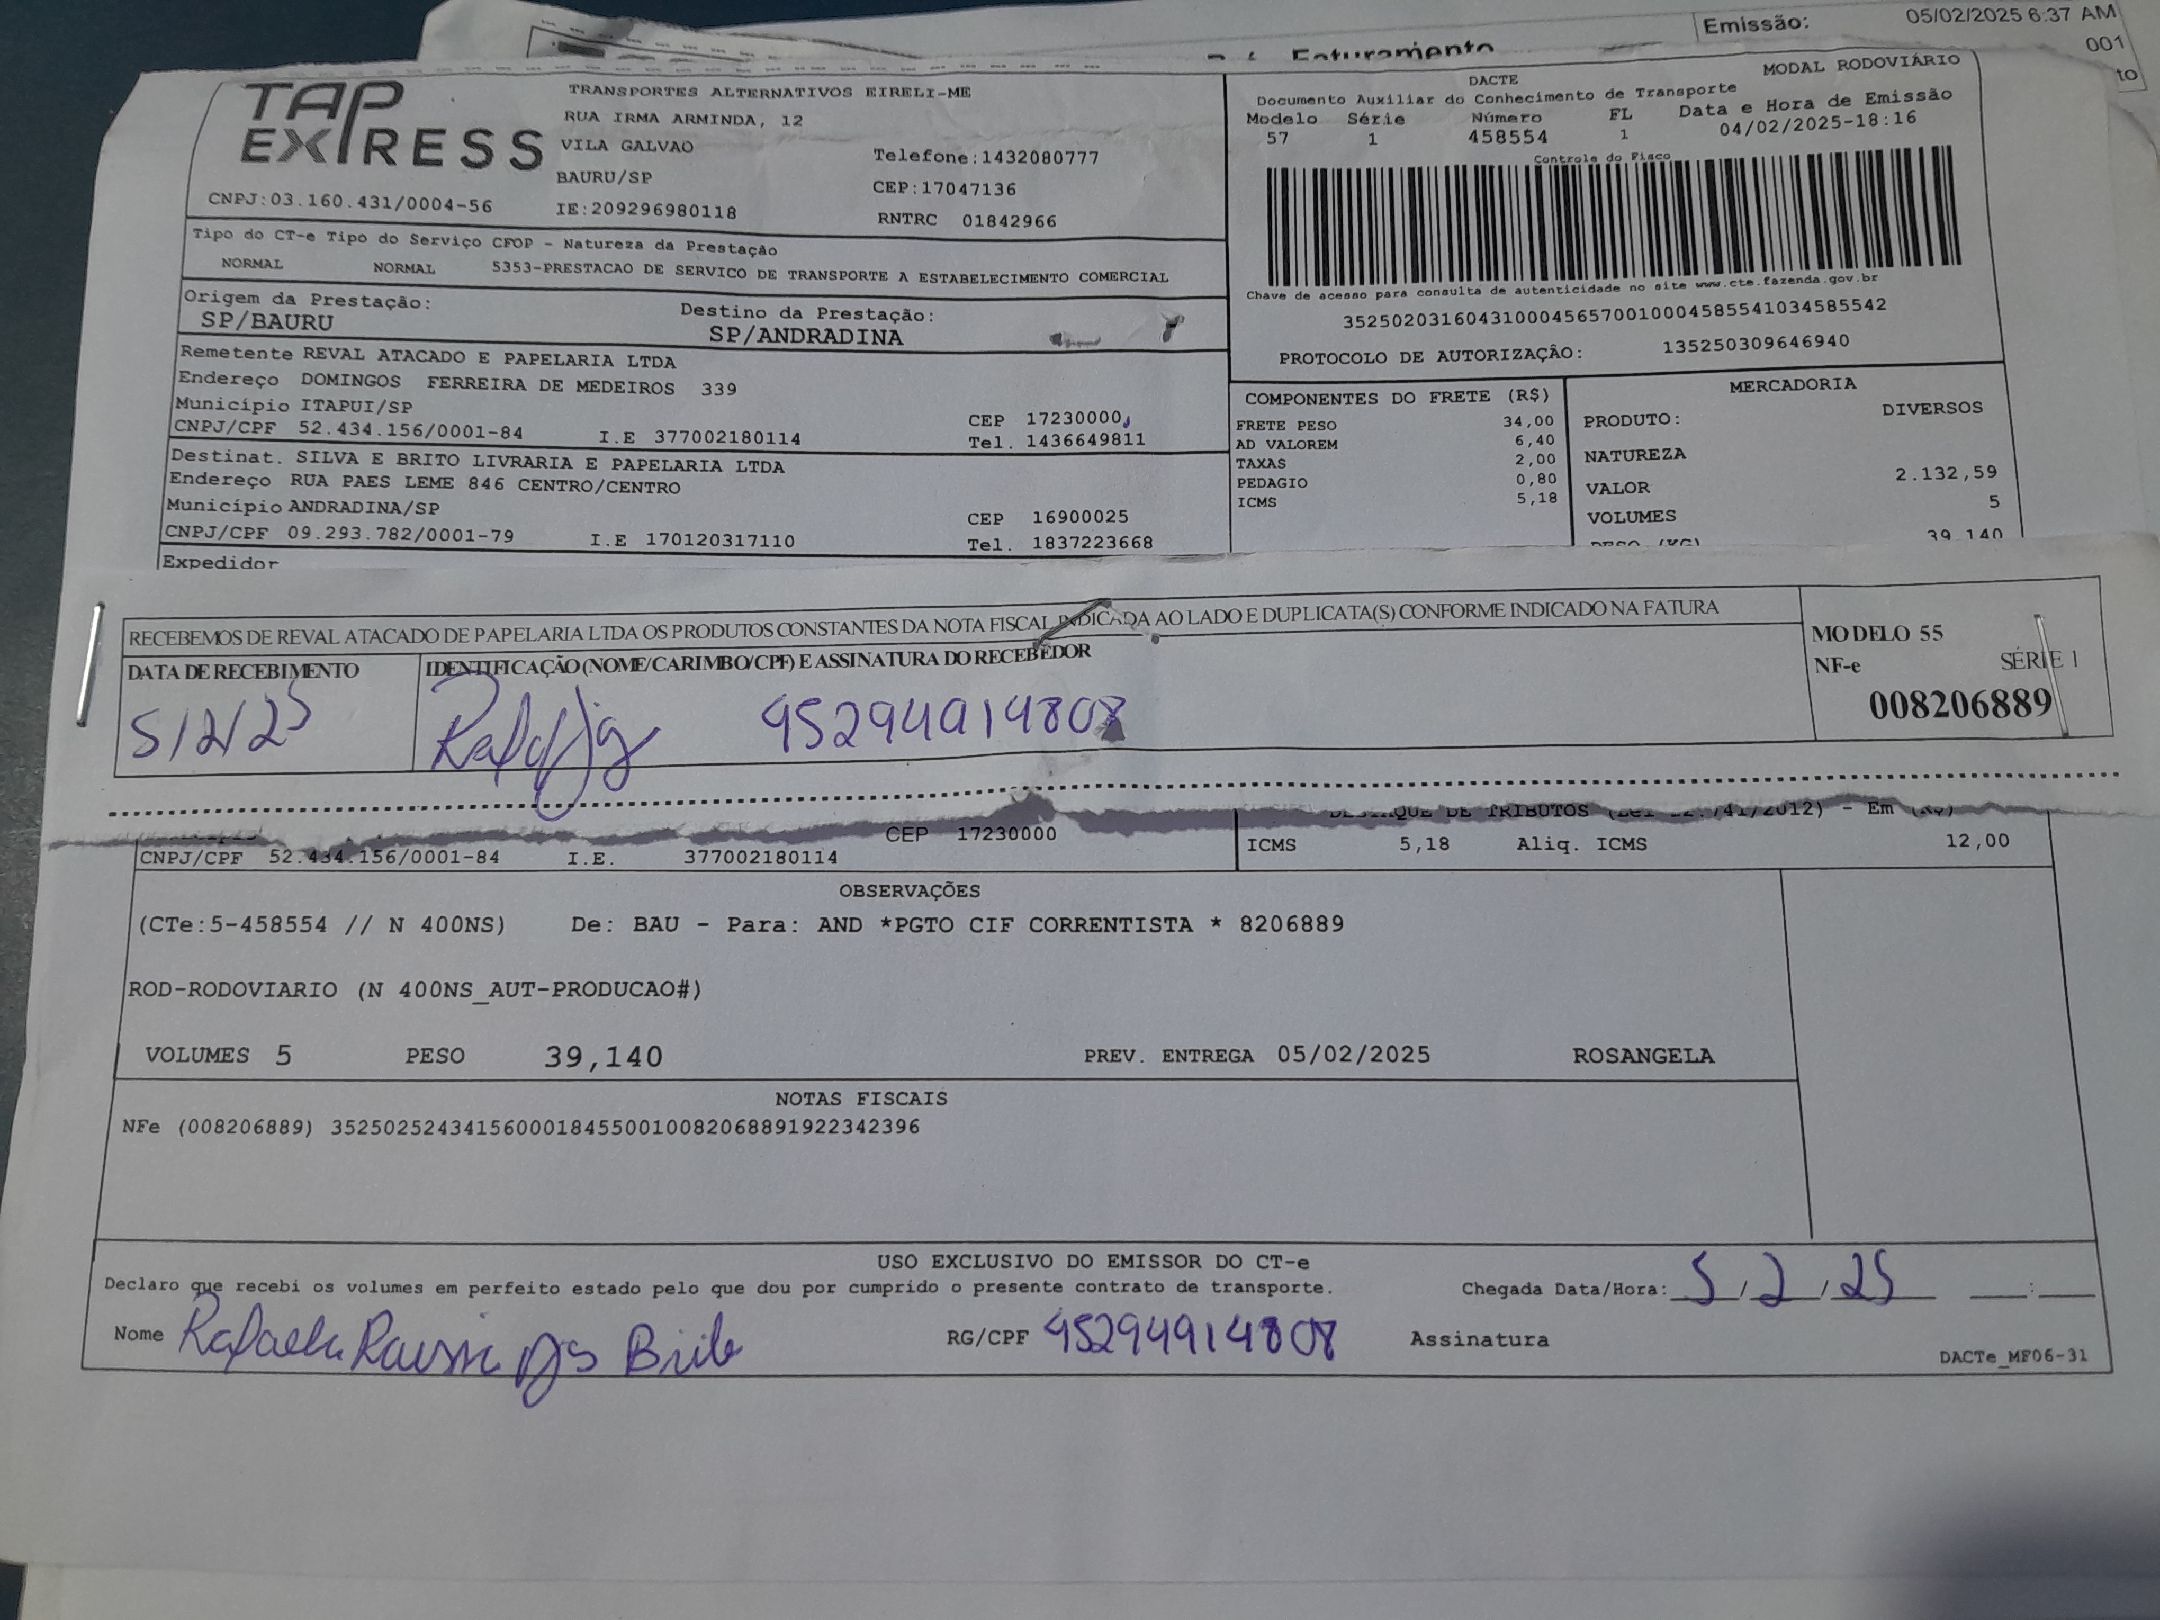 Emissão: 05/02/2025 6:37 AM
001
Faturamento
to
TAP EXPRESS
TRANSPORTES ALTERNATIVOS EIRELI-ME
RUA IRMA ARMINDA, 12
VILA GALVAO
BAURU/SP
Telefone:1432080777
CEP:17047136
CNPJ:03.160.431/0004-56 IE:209296980118 RNTRC 01842966
DACTE MODAL RODOVIÁRIO
Documento Auxiliar do Conhecimento de Transporte
Modelo Série Número FL Data e Hora de Emissão
57 1 458554 1 04/02/2025-18:16
Controle do Fisco
Chave de acesso para consulta de autenticidade no site www.cte.fazenda.gov.br
35250203160431000456570010004585541034585542
PROTOCOLO DE AUTORIZAÇÃO: 135250309646940
Tipo do CT-e Tipo do Serviço CFOP - Natureza da Prestação
NORMAL NORMAL 5353-PRESTACAO DE SERVICO DE TRANSPORTE A ESTABELECIMENTO COMERCIAL
Origem da Prestação: Destino da Prestação:
SP/BAURU SP/ANDRADINA
Remetente REVAL ATACADO E PAPELARIA LTDA
Endereço DOMINGOS FERREIRA DE MEDEIROS 339
Município ITAPUI/SP CEP 17230000
CNPJ/CPF 52.434.156/0001-84 I.E 377002180114 Tel. 1436649811
Destinat. SILVA E BRITO LIVRARIA E PAPELARIA LTDA
Endereço RUA PAES LEME 846 CENTRO/CENTRO
Município ANDRADINA/SP CEP 16900025
CNPJ/CPF 09.293.782/0001-79 I.E 170120317110 Tel. 1837223668
Expedidor
COMPONENTES DO FRETE (R$)
FRETE PESO 34,00
AD VALOREM 6,40
TAXAS 2,00
PEDAGIO 0,80
ICMS 5,18
MERCADORIA
PRODUTO: DIVERSOS
NATUREZA
VALOR 2.132,59
VOLUMES 5
PESO (KG) 39,140
RECEBEMOS DE REVAL ATACADO DE PAPELARIA LTDA OS PRODUTOS CONSTANTES DA NOTA FISCAL INDICADA AO LADO E DUPLICATA(S) CONFORME INDICADO NA FATURA
DATA DE RECEBIMENTO IDENTIFICAÇÃO (NOME/CARIMBO/CPF) E ASSINATURA DO RECEBEDOR
5/2/25 45294914808
MODELO 55
NF-e SÉRIE 1
008206889
CEP 17230000
CNPJ/CPF 52.434.156/0001-84 I.E. 377002180114
DESTAQUE DE TRIBUTOS (Lei 12.741/2012) - Em (R$)
ICMS 5,18 Aliq. ICMS 12,00
OBSERVAÇÕES
(CTe:5-458554 // N 400NS) De: BAU - Para: AND *PGTO CIF CORRENTISTA * 8206889
ROD-RODOVIARIO (N 400NS_AUT-PRODUCAO#)
VOLUMES 5 PESO 39,140 PREV. ENTREGA 05/02/2025 ROSANGELA
NOTAS FISCAIS
NFe (008206889) 35250252434156000184550010082068891922342396
USO EXCLUSIVO DO EMISSOR DO CT-e
Declaro que recebi os volumes em perfeito estado pelo que dou por cumprido o presente contrato de transporte. Chegada Data/Hora: 5/2/25 :
Nome Rafaela Brito RG/CPF 45294914808 Assinatura
DACTe_MF06-31